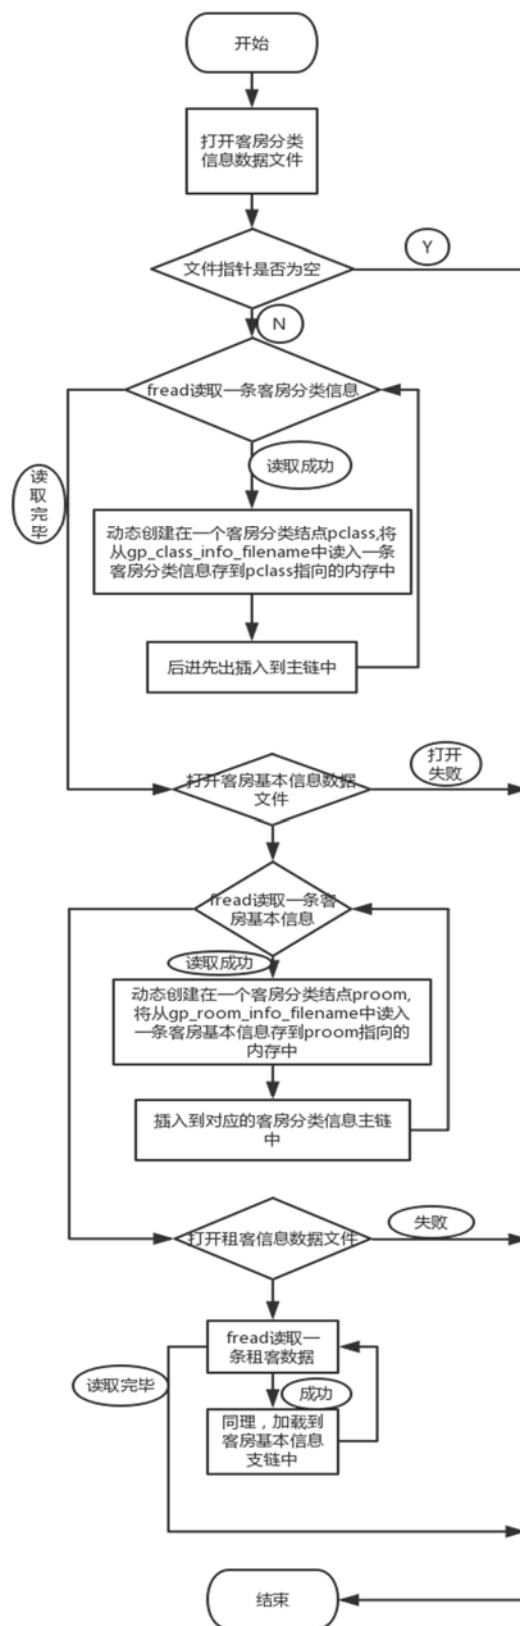 开始
打开客房分类
信息数据文件
文件指针是否为空
Y
N
fread读取一条客房分类信息
读取成功
读
取
完
毕
动态创建在一个客房分类结点pclass,将
从gp_class_info_filename中读入一条
客房分类信息存到pclass指向的内存中
后进先出插入到主链中
打开
失败
打开客房基本信息数据
文件
fread读取一条客
房基本信息
读取成功
动态创建在一个客房分类结点proom,
将从gp_room_info_filename中读入
一条客房基本信息存到proom指向的
内存中
插入到对应的客房分类信息主链
中
失败
打开租客信息数据文件
fread读取一
条租客数据
读取完毕
成功
同理，加载到
客房基本信息
支链中
结束